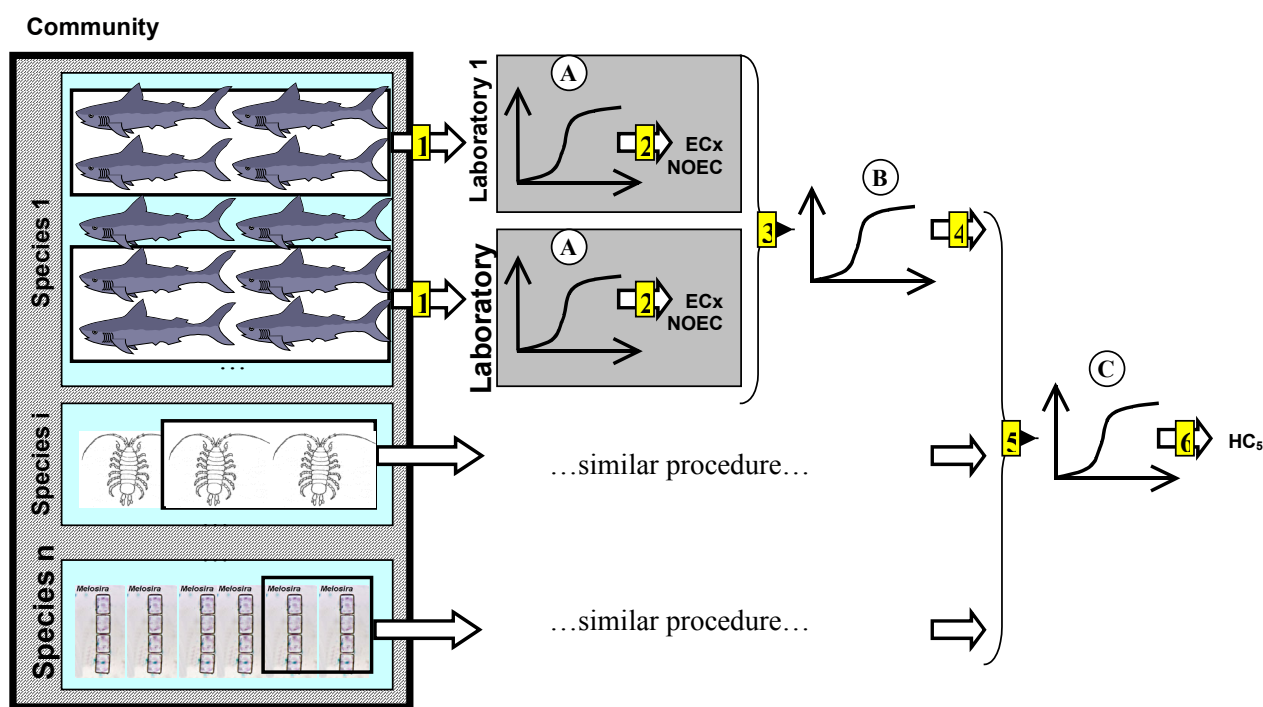 Community
Species 1
Laboratory 1
A
1
2
ECx
NOEC
Laboratory
A
1
2
ECx
NOEC
3
B
4
. . .
Species i
…similar procedure…
5
C
6
HC5
. . .
Species n
. . .
Melosira Melosira Melosira Melosira Melosira Melosira
…similar procedure…